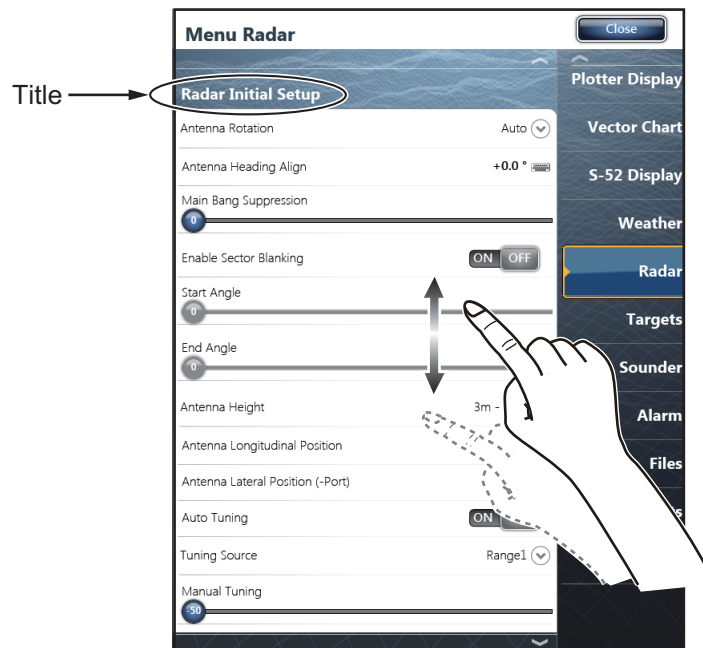 Menu Radar
Close
Title
Radar Initial Setup
Antenna Rotation
Auto
Antenna Heading Align
+0.0 °
Main Bang Suppression
0
Enable Sector Blanking
ON OFF
Start Angle
0
End Angle
0
Antenna Height
3m -
Antenna Longitudinal Position
Antenna Lateral Position (-Port)
Auto Tuning
ON
Tuning Source
Range1
Manual Tuning
-50
Plotter Display
Vector Chart
S-52 Display
Weather
Radar
Targets
Sounder
Alarm
Files